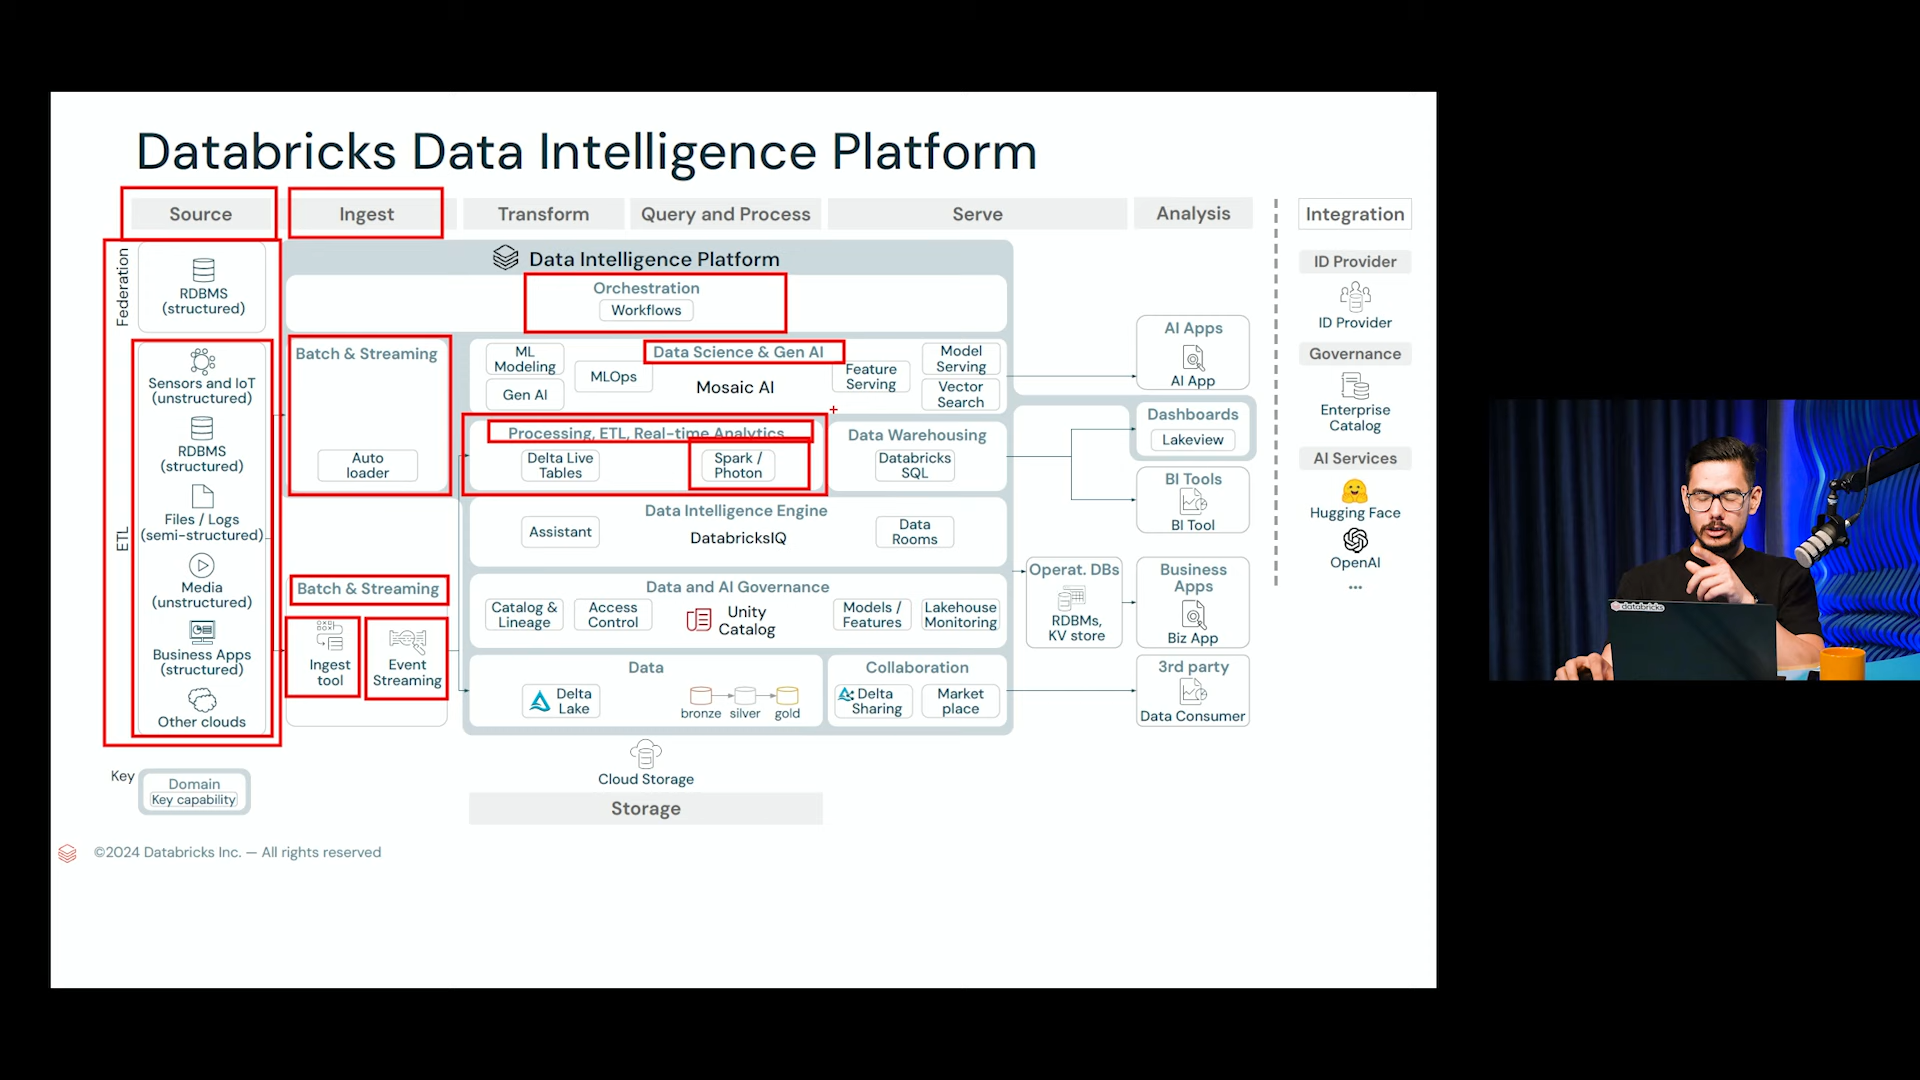 Databricks Data Intelligence Platform
Source
Ingest
Transform
Query and Process
Serve
Analysis
Integration
Federation
RDBMS
(structured)
ETL
Sensors and IoT
(unstructured)
RDBMS
(structured)
Files / Logs
(semi-structured)
Media
(unstructured)
Business Apps
(structured)
Other clouds
Batch & Streaming
Auto
loader
Batch & Streaming
Ingest
tool
Event
Streaming
Data Intelligence Platform
Orchestration
Workflows
ML
Modeling
Gen AI
MLOps
Data Science & Gen AI
Mosaic AI
Feature
Serving
Model
Serving
Vector
Search
Processing, ETL, Real-time Analytics
Delta Live
Tables
Spark /
Photon
Data Warehousing
Databricks
SQL
Data Intelligence Engine
Assistant
DatabricksIQ
Data
Rooms
Data and AI Governance
Catalog &
Lineage
Access
Control
Unity
Catalog
Models /
Features
Lakehouse
Monitoring
Data
Delta
Lake
bronze
silver
gold
Collaboration
Delta
Sharing
Market
place
Cloud Storage
Storage
Operat. DBs
RDBMs,
KV store
AI Apps
AI App
Dashboards
Lakeview
BI Tools
BI Tool
Business
Apps
Biz App
3rd party
Data Consumer
ID Provider
ID Provider
Governance
Enterprise
Catalog
AI Services
Hugging Face
OpenAI
...
Key
Domain
Key capability
©2024 Databricks Inc. — All rights reserved
databricks